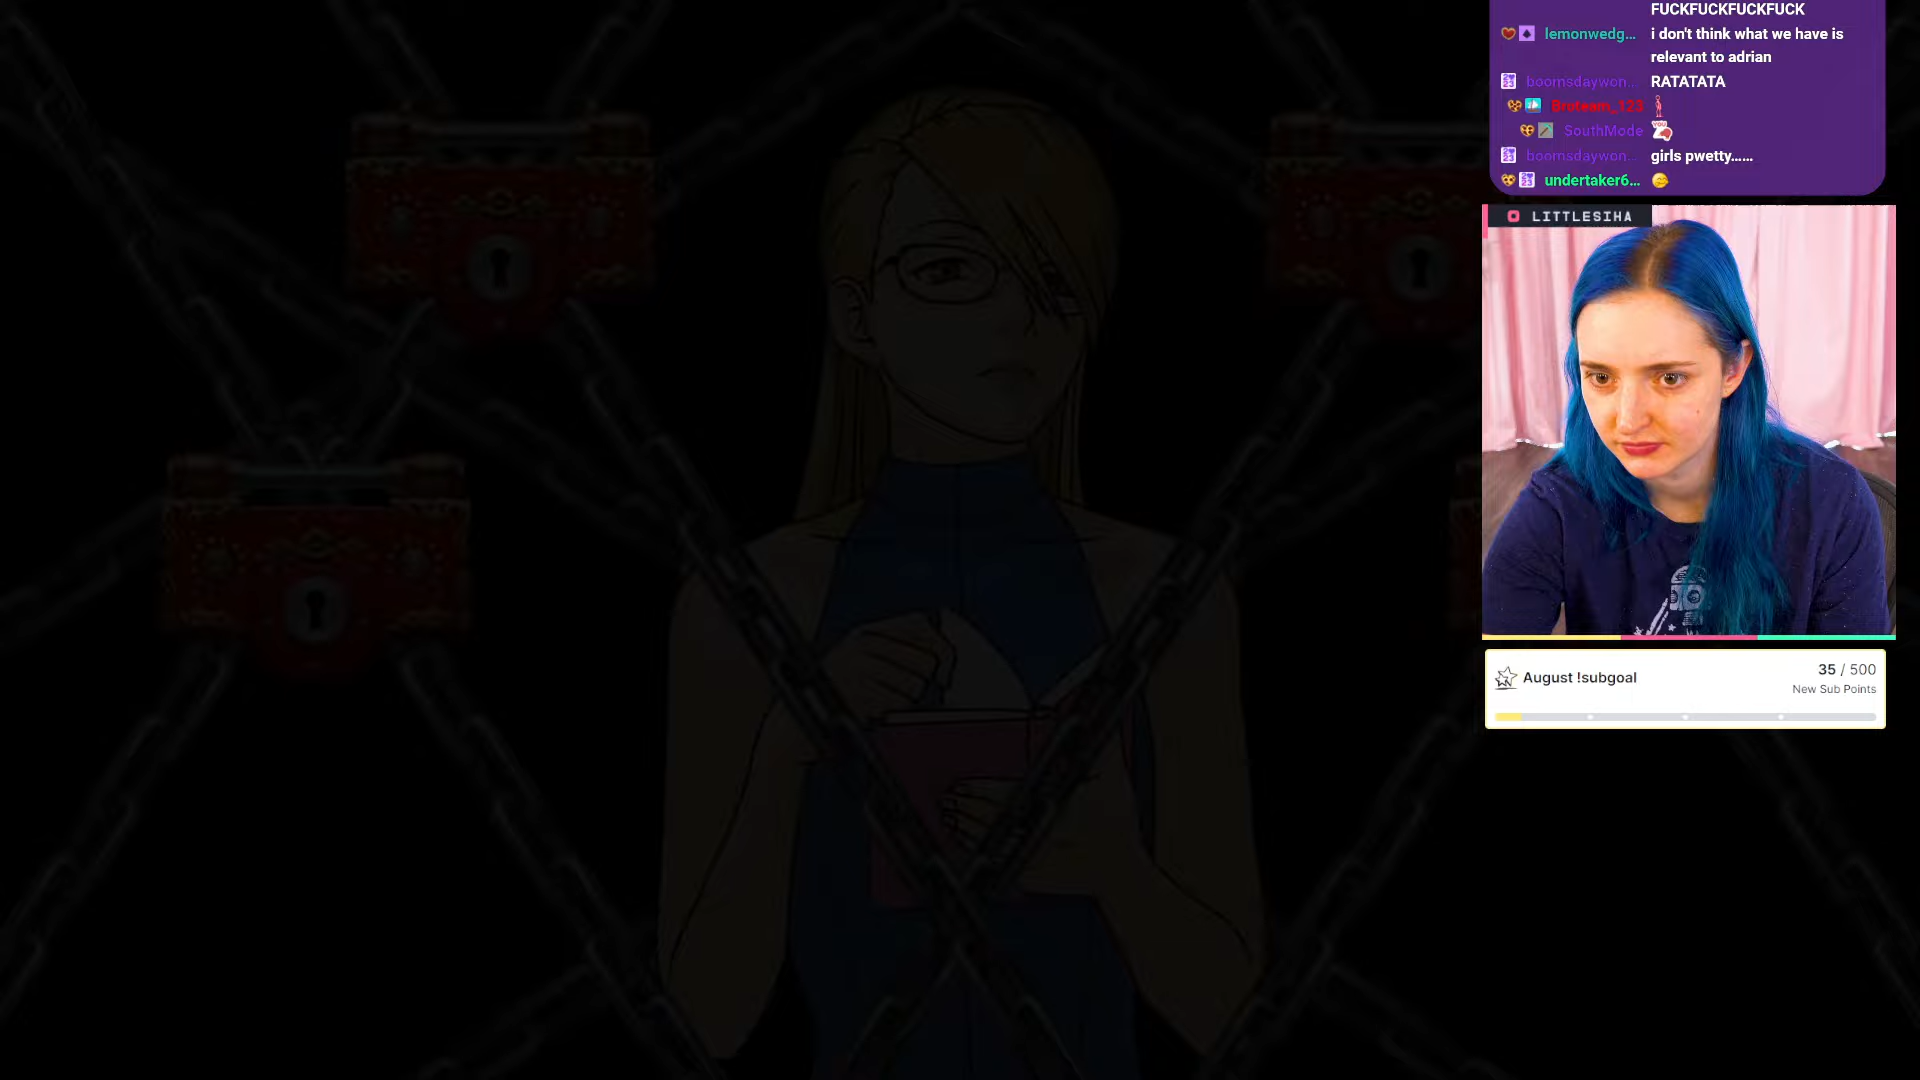 FUCKFUCKFUCKFUCK
lemonwedg... i don't think what we have is
relevant to adrian
boomsdaywon... RATATATA
Broteam_123
SouthMode
boomsdaywon... girls pwetty......
undertaker6...
LITTLESIHA
August !subgoal
35 / 500
New Sub Points